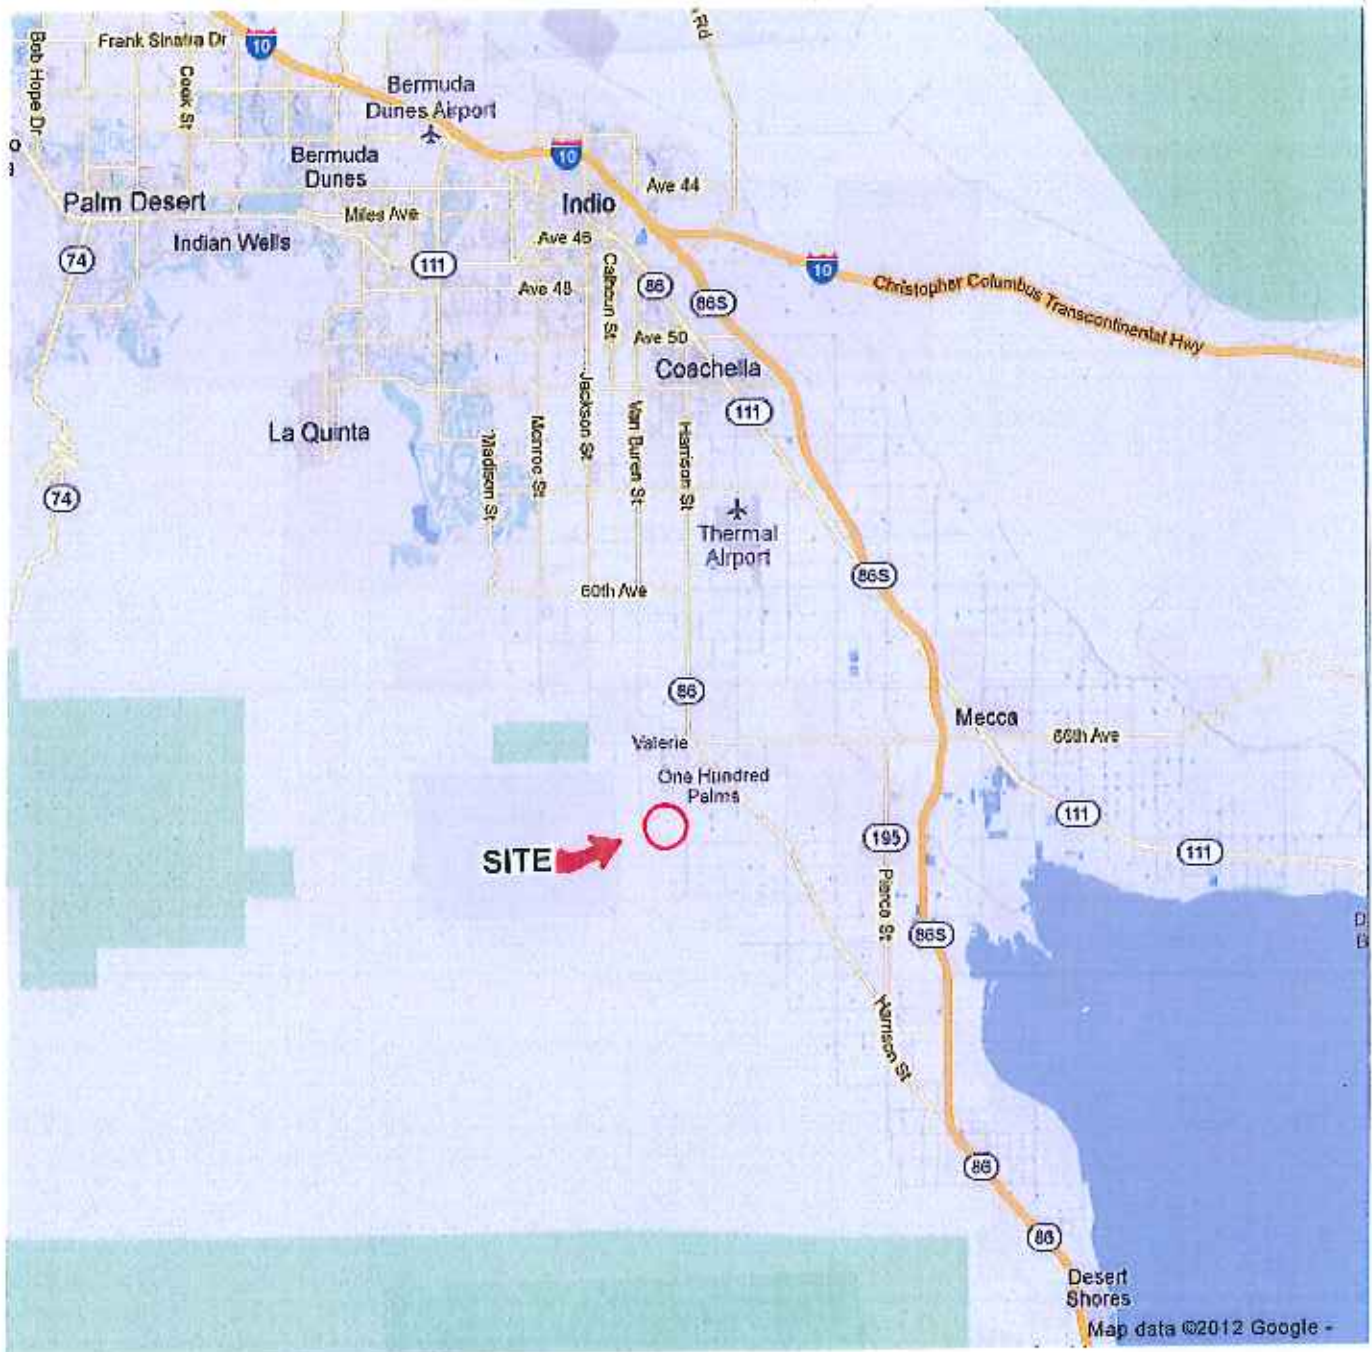 Rd
Frank Sinatra Dr
10
Bob Hope Dr
Cook St
Bermuda
Dunes Airport
Bermuda
Dunes
10
Ave 44
Palm Desert
Indio
Miles Ave
Indian Wells
Ave 46
74
111
10
Calhoun St
86
86S
Ave 48
Christopher Columbus Transcontinental Hwy
Ave 50
Coachella
111
La Quinta
Jackson St
Van Buren St
Harrison St
Monroe St
Madison St
74
Thermal
Airport
86S
60th Ave
86
Mecca
Valerie
66th Ave
One Hundred
Palms
111
195
111
SITE
Pierce St
86S
D
B
Harrison St
86
86
Desert
Shores
Map data ©2012 Google -